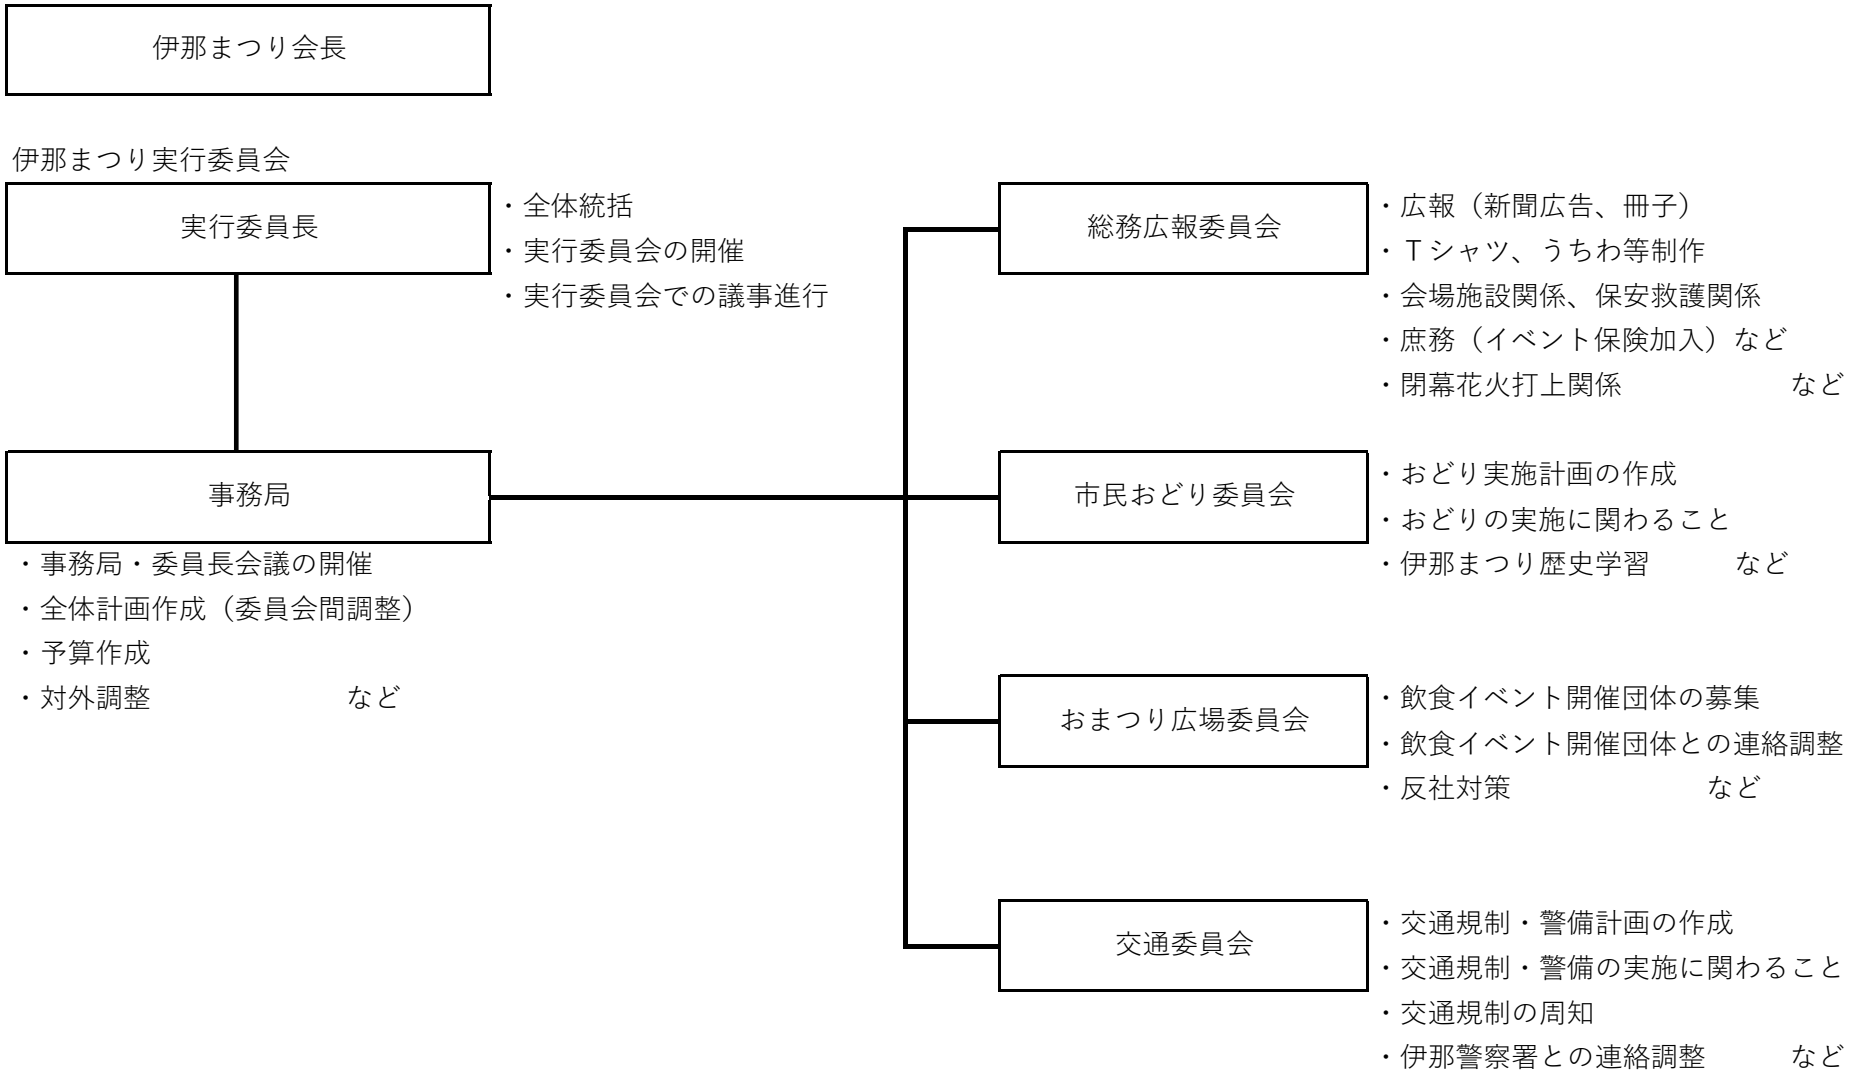 伊那まつり会長
伊那まつり実行委員会
実行委員長
・全体統括
・実行委員会の開催
・実行委員会での議事進行
事務局
・事務局・委員長会議の開催
・全体計画作成（委員会間調整）
・予算作成
・対外調整　　　　　　　など
総務広報委員会
・広報（新聞広告、冊子）
・Ｔシャツ、うちわ等制作
・会場施設関係、保安救護関係
・庶務（イベント保険加入）など
・閉幕花火打上関係　　　　　　など
市民おどり委員会
・おどり実施計画の作成
・おどりの実施に関わること
・伊那まつり歴史学習　　　など
おまつり広場委員会
・飲食イベント開催団体の募集
・飲食イベント開催団体との連絡調整
・反社対策　　　　　　　など
交通委員会
・交通規制・警備計画の作成
・交通規制・警備の実施に関わること
・交通規制の周知
・伊那警察署との連絡調整　　　など